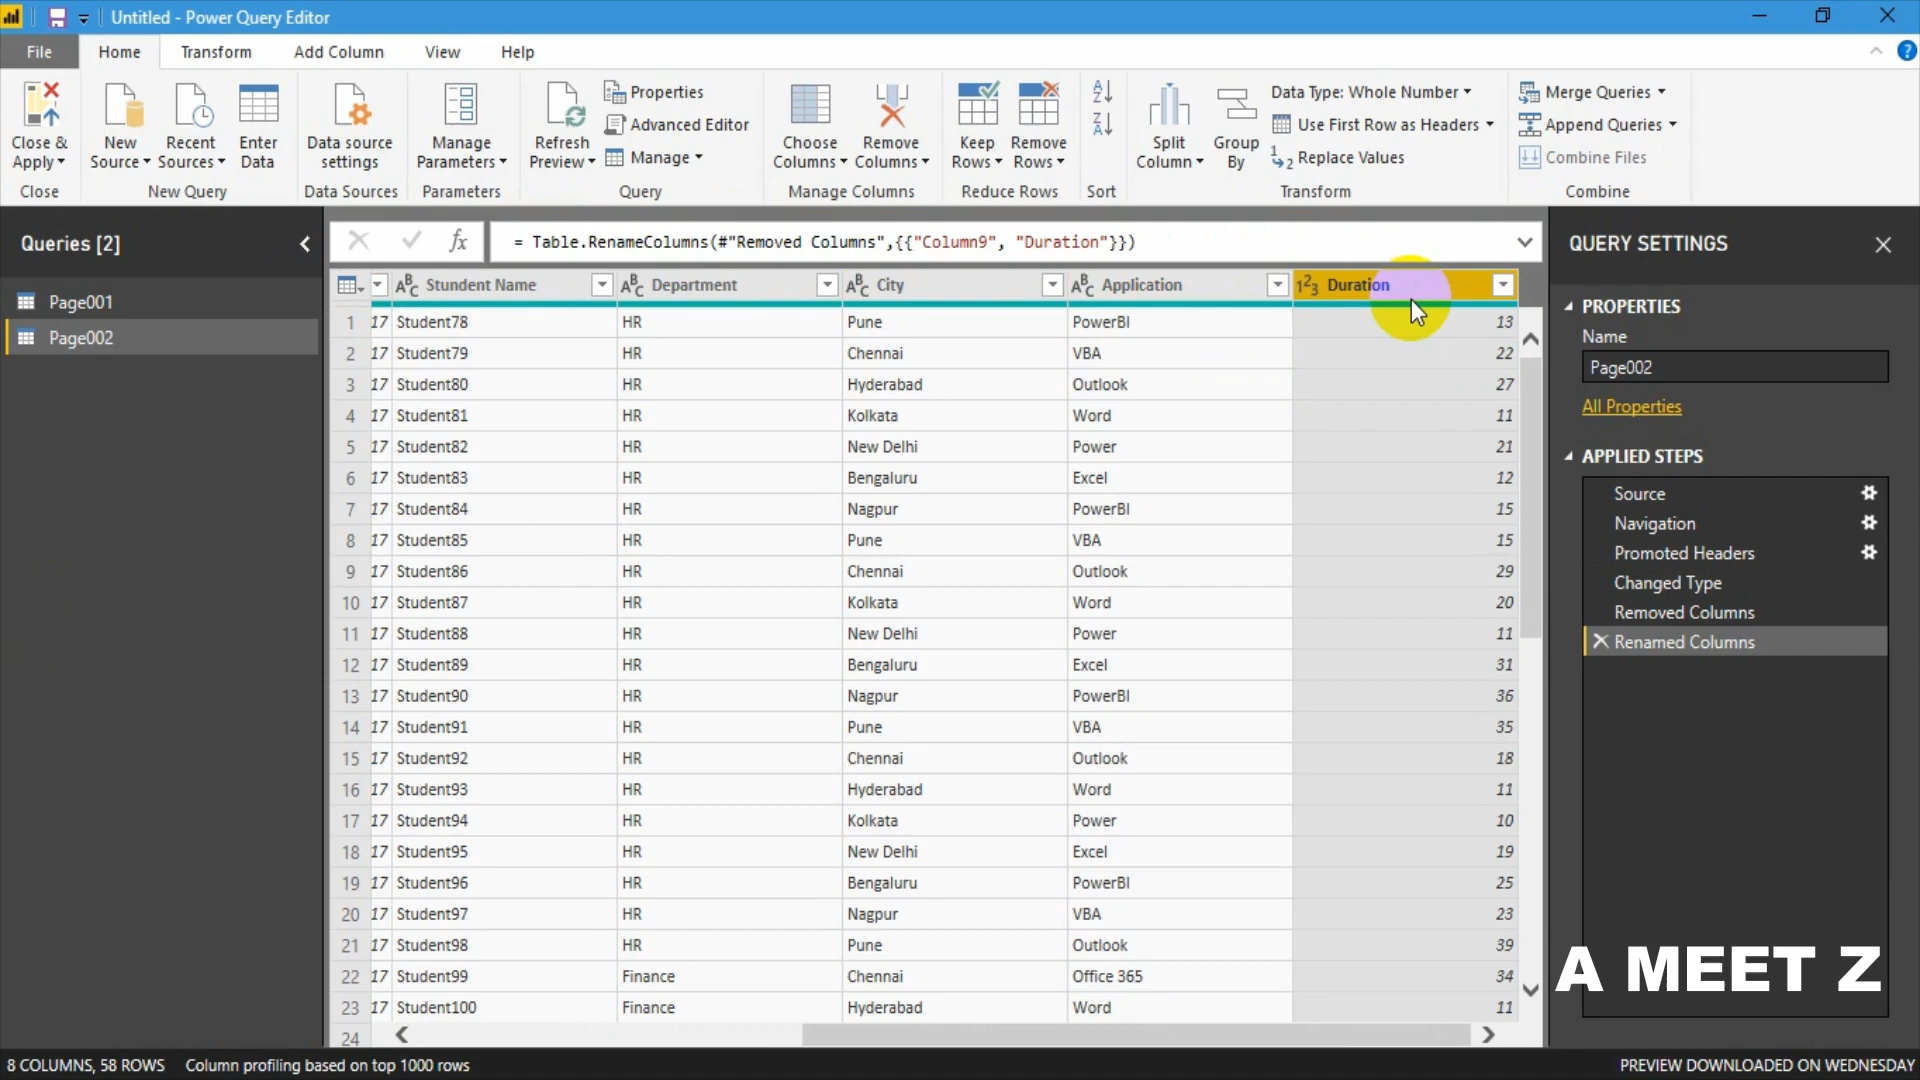 Untitled - Power Query Editor
File Home Transform Add Column View Help
Close & Apply
New Source
Recent Sources
Enter Data
Data source settings
Manage Parameters
Refresh Preview
Properties
Advanced Editor
Manage
Choose Columns
Remove Columns
Keep Rows
Remove Rows
Split Column
Group By
Data Type: Whole Number
Use First Row as Headers
Replace Values
Merge Queries
Append Queries
Combine Files
Close New Query Data Sources Parameters Query Manage Columns Reduce Rows Sort Transform Combine
Queries [2]
Page001
Page002
fx = Table.RenameColumns(#"Removed Columns",{{"Column9", "Duration"}})
Stundent Name Department City Application Duration
1 17 Student78 HR Pune PowerBI 13
2 17 Student79 HR Chennai VBA 22
3 17 Student80 HR Hyderabad Outlook 27
4 17 Student81 HR Kolkata Word 11
5 17 Student82 HR New Delhi Power 21
6 17 Student83 HR Bengaluru Excel 12
7 17 Student84 HR Nagpur PowerBI 15
8 17 Student85 HR Pune VBA 15
9 17 Student86 HR Chennai Outlook 29
10 17 Student87 HR Kolkata Word 20
11 17 Student88 HR New Delhi Power 11
12 17 Student89 HR Bengaluru Excel 31
13 17 Student90 HR Nagpur PowerBI 36
14 17 Student91 HR Pune VBA 35
15 17 Student92 HR Chennai Outlook 18
16 17 Student93 HR Hyderabad Word 11
17 17 Student94 HR Kolkata Power 10
18 17 Student95 HR New Delhi Excel 19
19 17 Student96 HR Bengaluru PowerBI 25
20 17 Student97 HR Nagpur VBA 23
21 17 Student98 HR Pune Outlook 39
22 17 Student99 Finance Chennai Office 365 34
23 17 Student100 Finance Hyderabad Word 11
24
QUERY SETTINGS
PROPERTIES
Name
Page002
All Properties
APPLIED STEPS
Source
Navigation
Promoted Headers
Changed Type
Removed Columns
Renamed Columns
A MEET Z
8 COLUMNS, 58 ROWS Column profiling based on top 1000 rows
PREVIEW DOWNLOADED ON WEDNESDAY